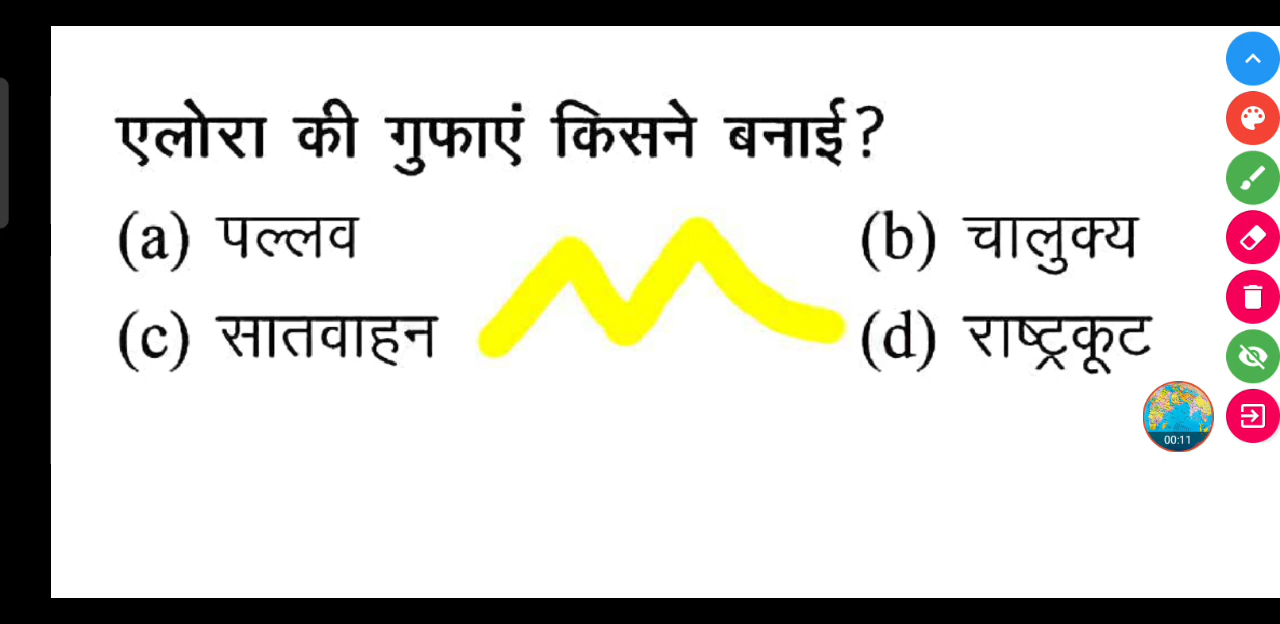 एलोरा की गुफाएं किसने बनाई?
(a) पल्लव (b) चालुक्य
(c) सातवाहन (d) राष्ट्रकूट
00:11